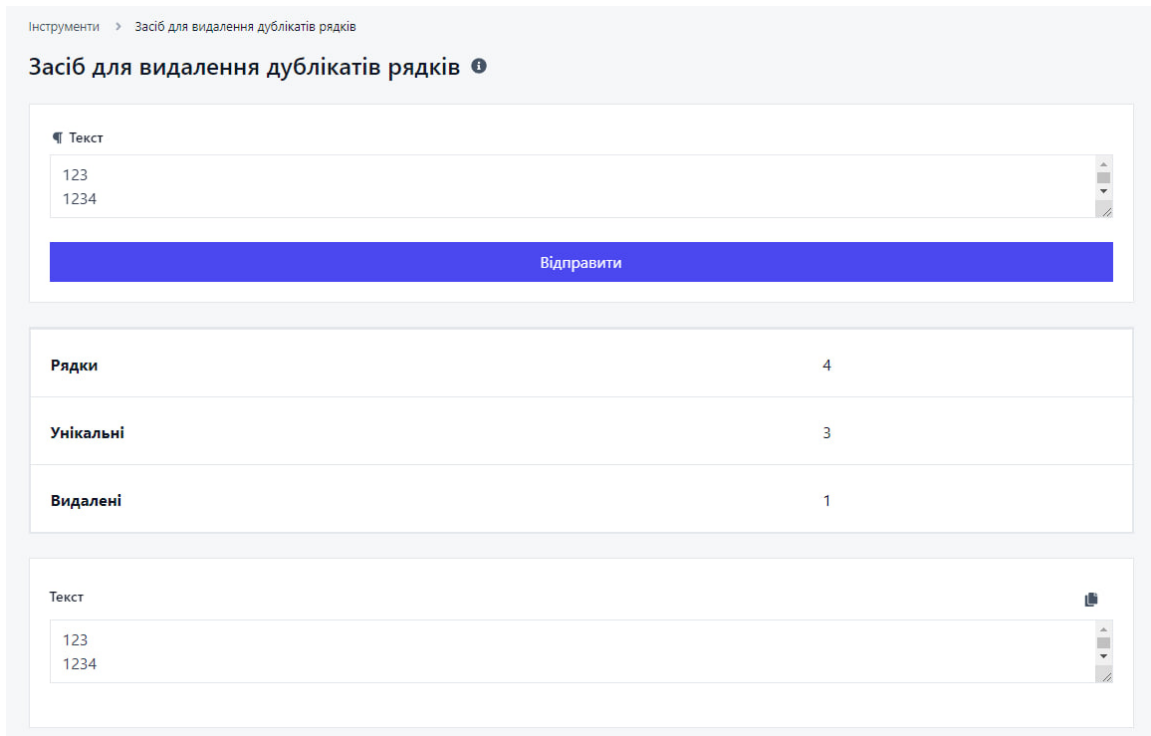 Інструменти > Засіб для видалення дублікатів рядків
Засіб для видалення дублікатів рядків
¶ Текст
123
1234
Відправити
Рядки 4
Унікальні 3
Видалені 1
Текст
123
1234